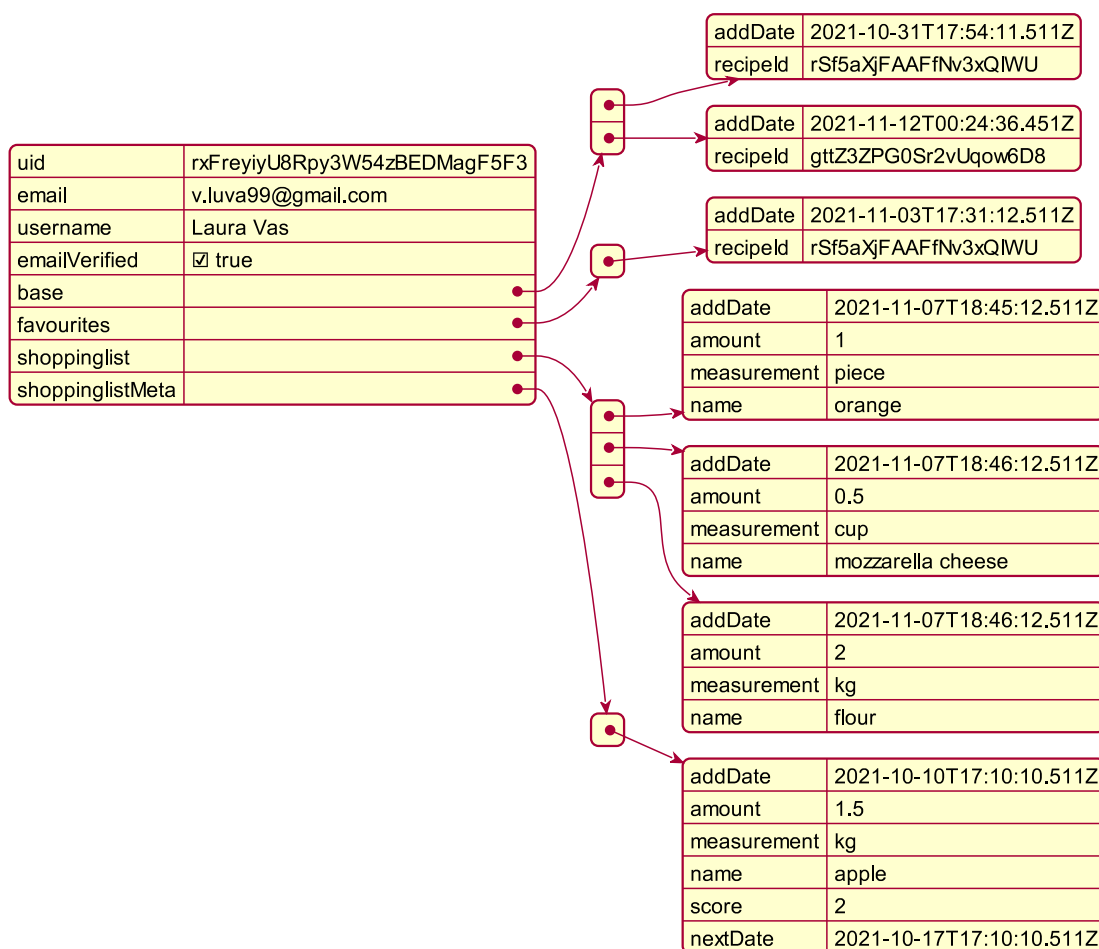 uid rxFreyiyU8Rpy3W54zBEDMagF5F3
email v.luva99@gmail.com
username Laura Vas
emailVerified ☑ true
base
favourites
shoppinglist
shoppinglistMeta
addDate 2021-10-31T17:54:11.511Z
recipeId rSf5aXjFAAFfNv3xQlWU
addDate 2021-11-12T00:24:36.451Z
recipeId gttZ3ZPG0Sr2vUqow6D8
addDate 2021-11-03T17:31:12.511Z
recipeId rSf5aXjFAAFfNv3xQlWU
addDate 2021-11-07T18:45:12.511Z
amount 1
measurement piece
name orange
addDate 2021-11-07T18:46:12.511Z
amount 0.5
measurement cup
name mozzarella cheese
addDate 2021-11-07T18:46:12.511Z
amount 2
measurement kg
name flour
addDate 2021-10-10T17:10:10.511Z
amount 1.5
measurement kg
name apple
score 2
nextDate 2021-10-17T17:10:10.511Z